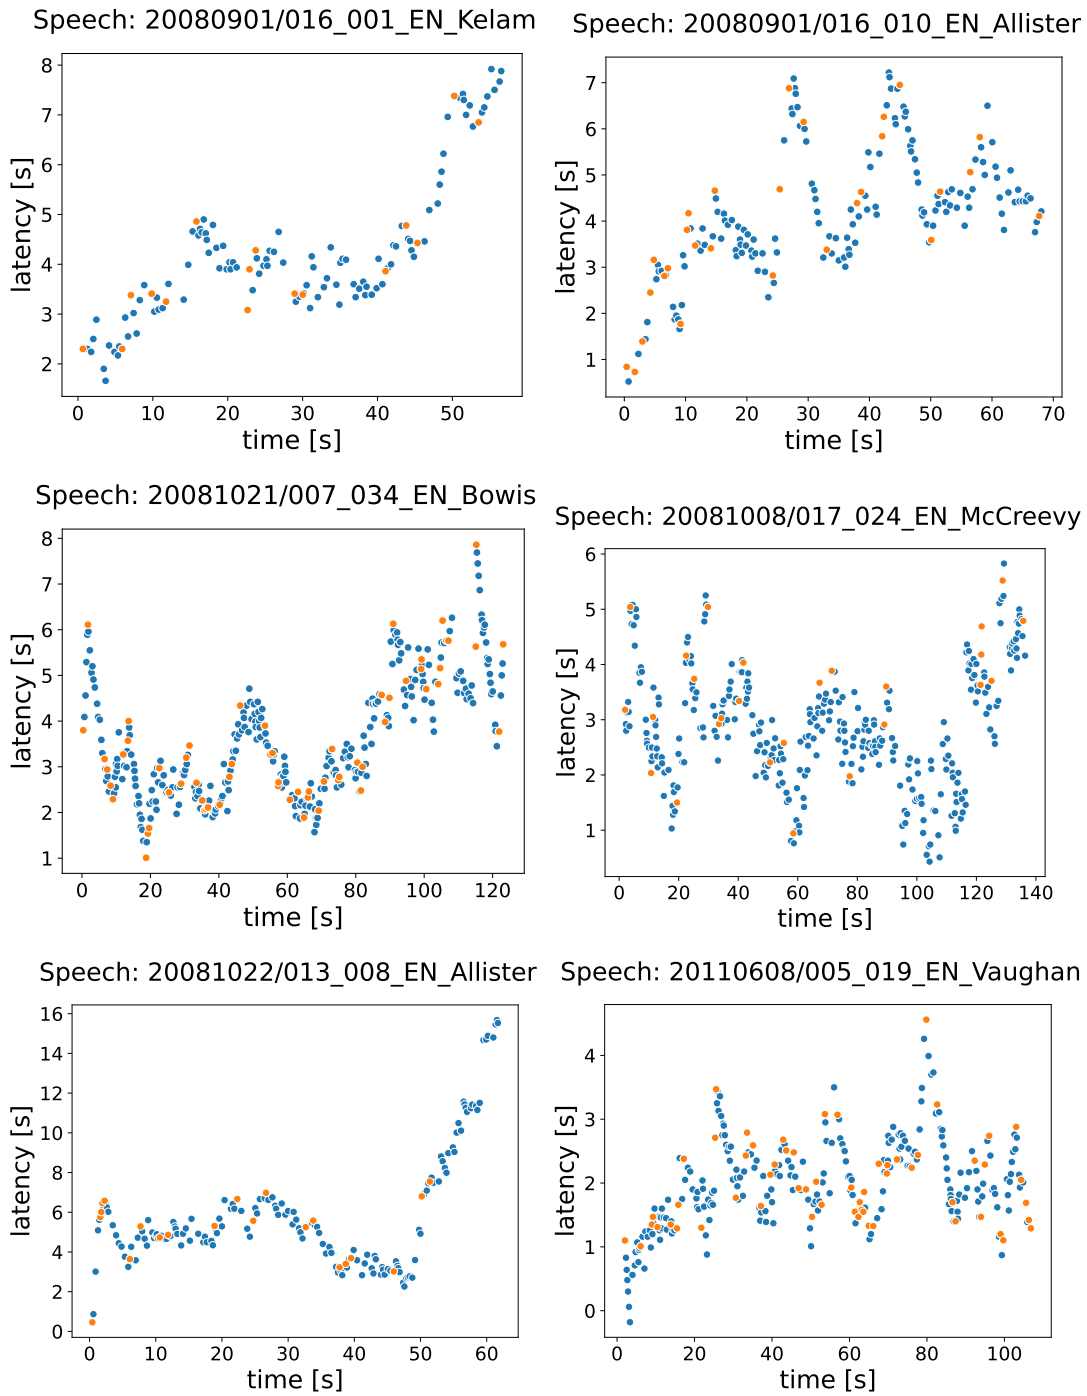 Speech: 20080901/016_001_EN_Kelam
8
7
6
5
4
3
2
latency [s]
0 10 20 30 40 50
time [s]
Speech: 20080901/016_010_EN_Allister
7
6
5
4
3
2
1
latency [s]
0 10 20 30 40 50 60 70
time [s]
Speech: 20081021/007_034_EN_Bowis
8
7
6
5
4
3
2
1
latency [s]
0 20 40 60 80 100 120
time [s]
Speech: 20081008/017_024_EN_McCreevy
6
5
4
3
2
1
latency [s]
0 20 40 60 80 100 120 140
time [s]
Speech: 20081022/013_008_EN_Allister
16
14
12
10
8
6
4
2
0
latency [s]
0 10 20 30 40 50 60
time [s]
Speech: 20110608/005_019_EN_Vaughan
4
3
2
1
0
latency [s]
0 20 40 60 80 100
time [s]